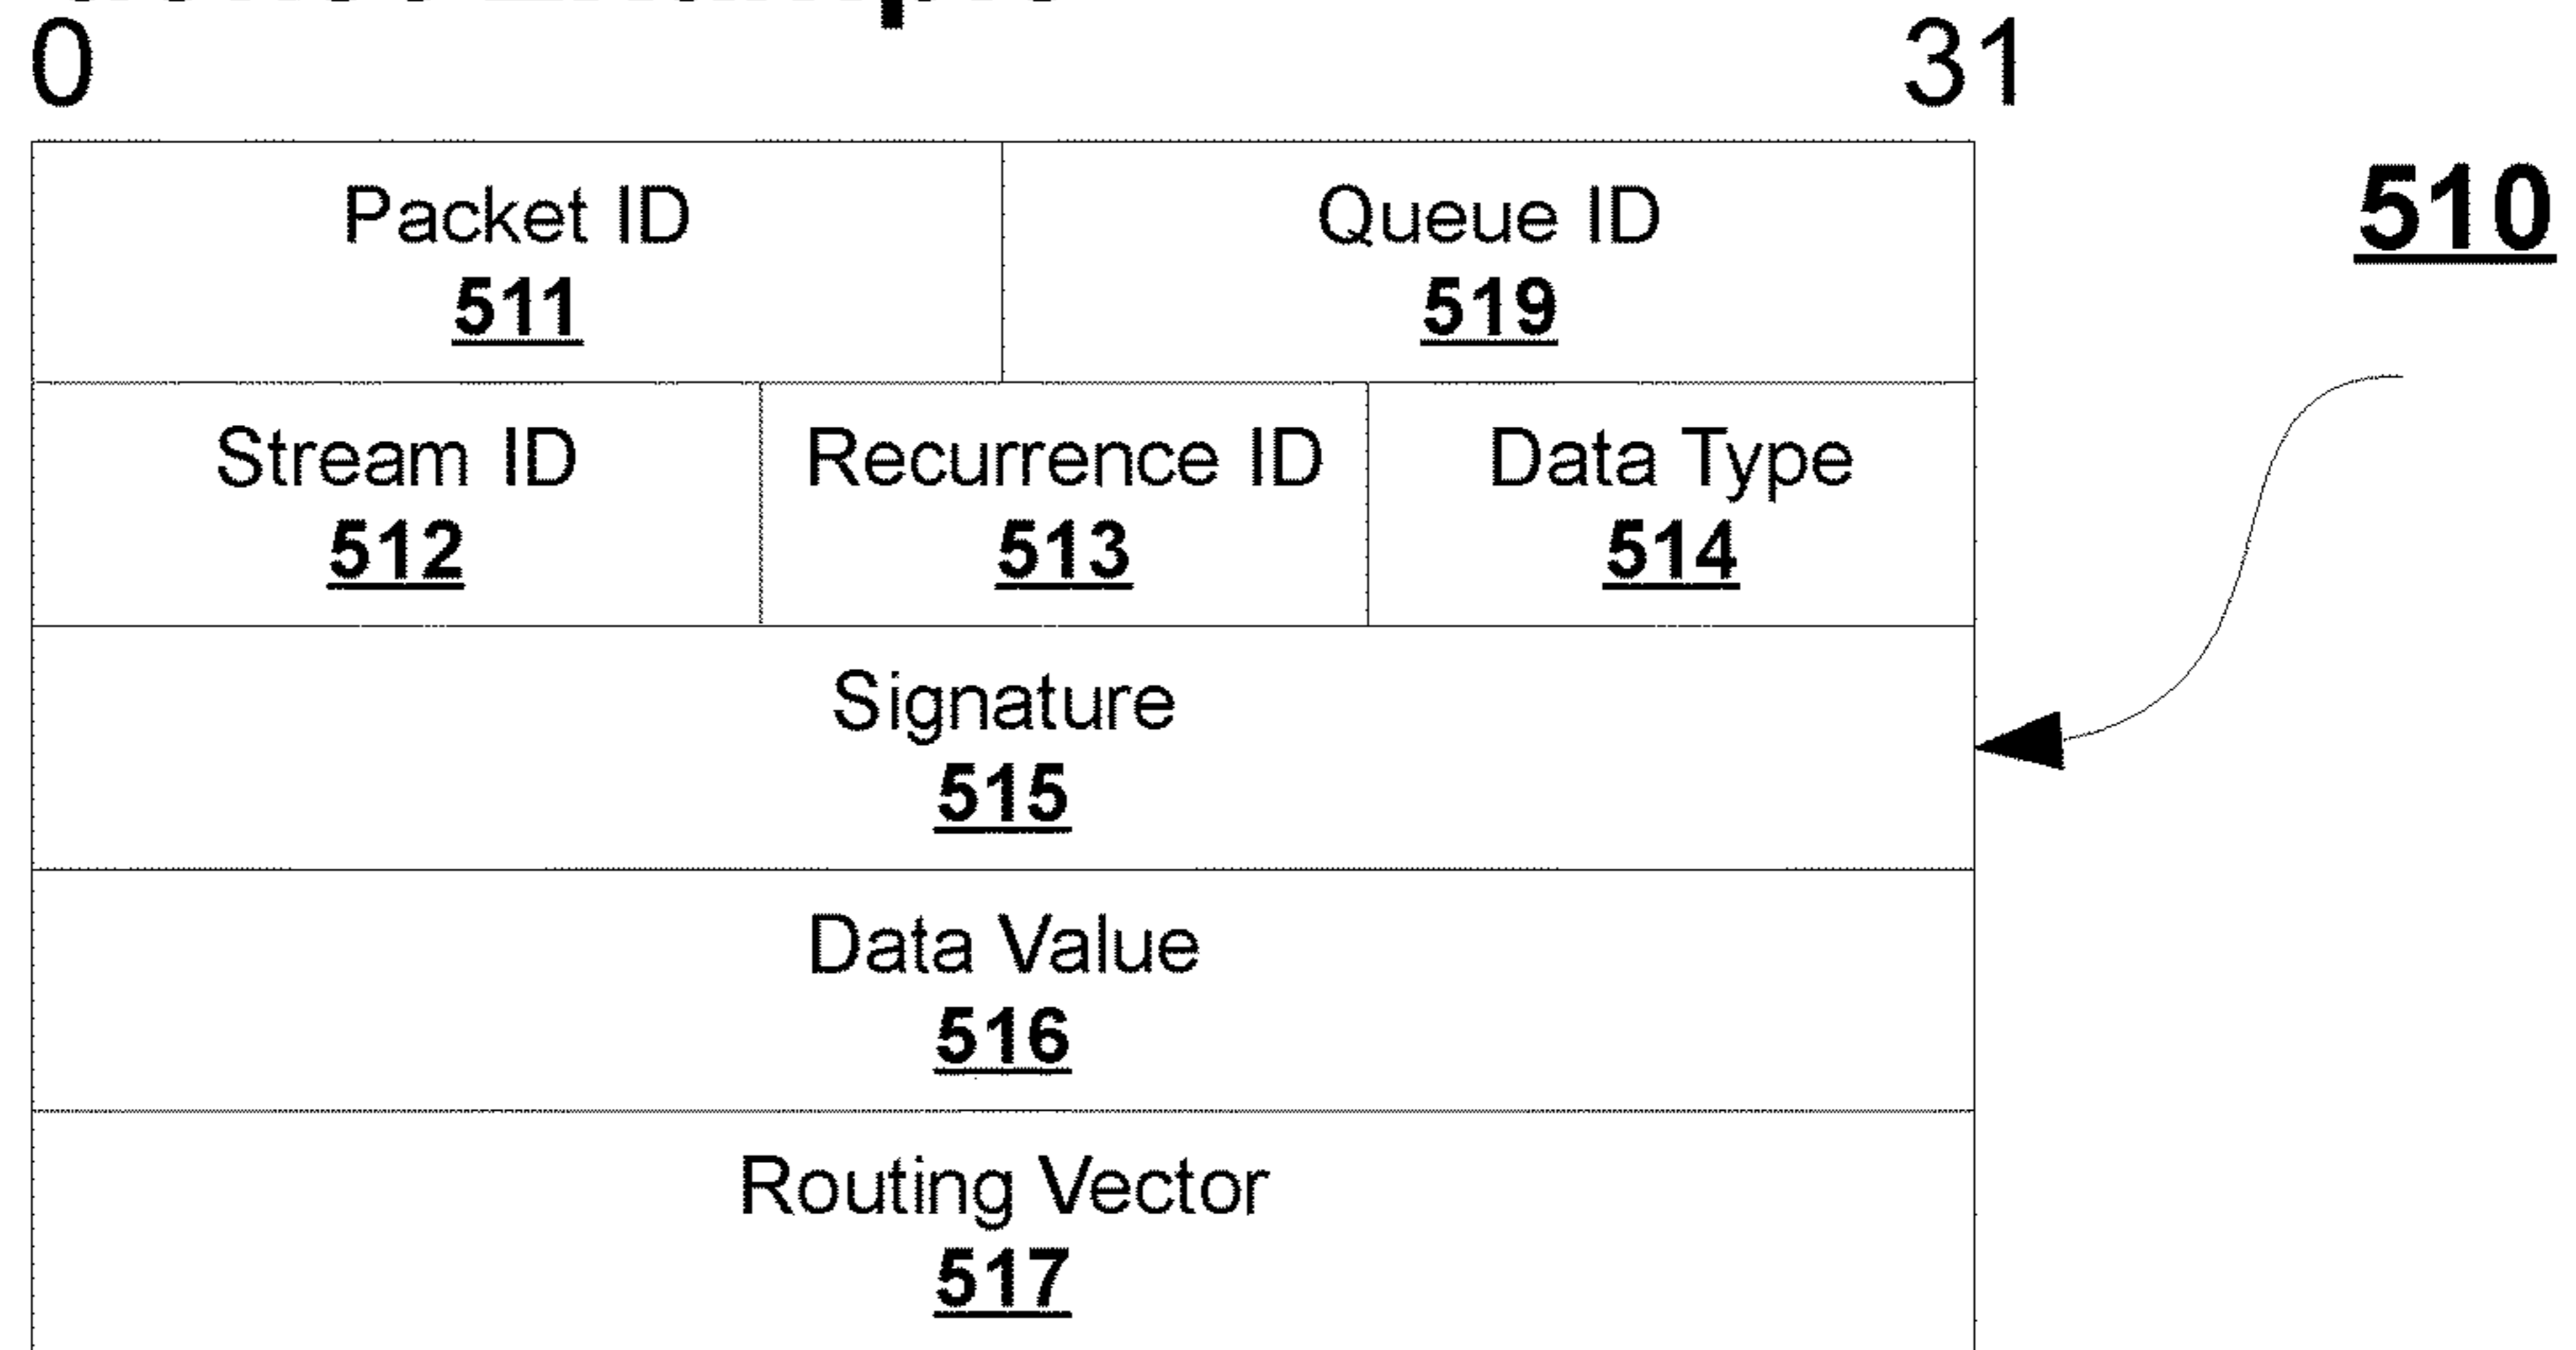 0 31
510
Packet ID Queue ID
511 519
Stream ID Recurrence ID Data Type
512 513 514
Signature
515
Data Value
516
Routing Vector
517